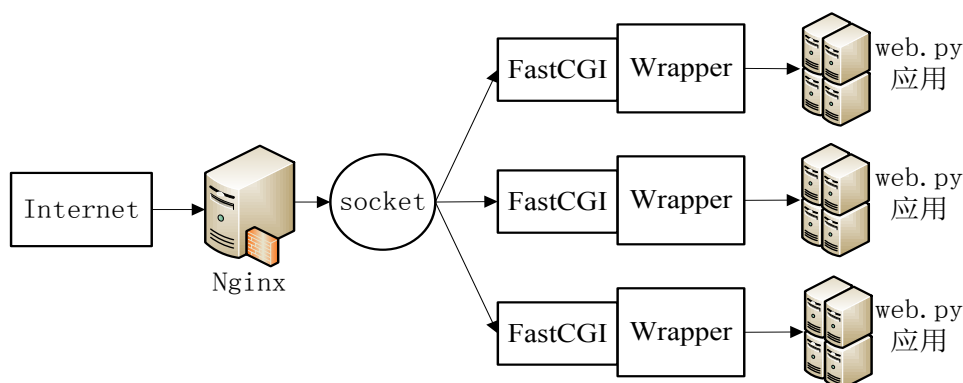 Internet
Nginx
socket
FastCGI
Wrapper
web.py
应用
FastCGI
Wrapper
web.py
应用
FastCGI
Wrapper
web.py
应用